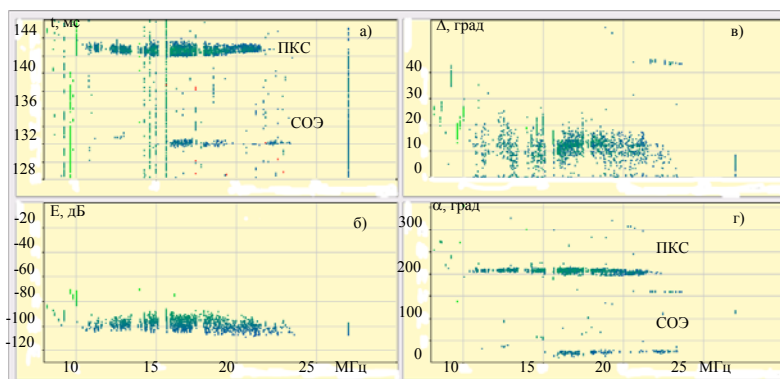 t, мс
а)
144
142
136
132
128
ПКС
СОЭ
Δ, град
в)
40
30
20
10
0
Е, дБ
б)
-20
-40
-60
-80
-100
-120
10 15 20 25 МГц
α, град
г)
300
200
100
0
ПКС
СОЭ
10 15 20 25 МГц